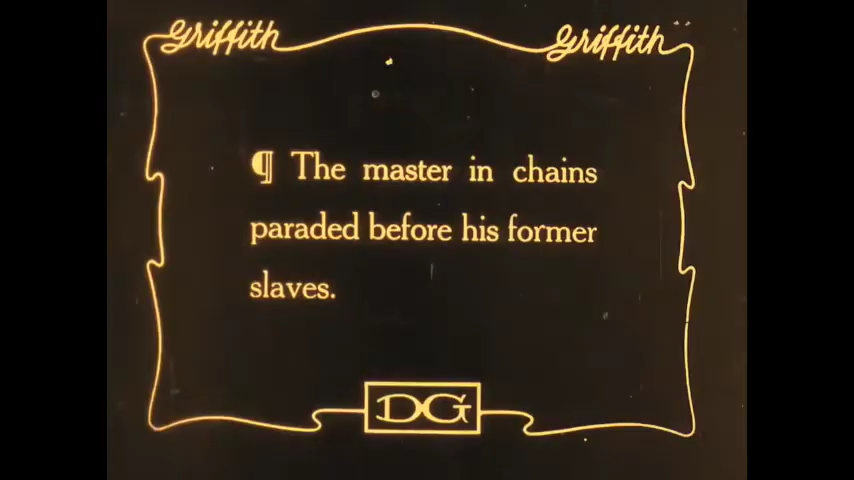 Griffith Griffith
¶ The master in chains
paraded before his former
slaves.
DG